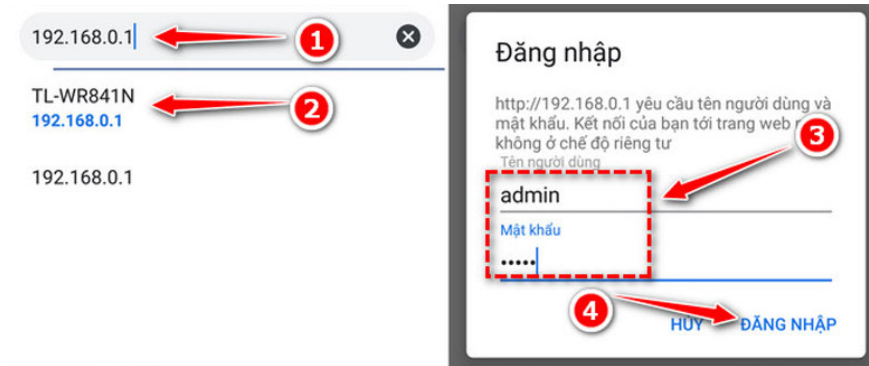 192.168.0.1
1
TL-WR841N
192.168.0.1
2
192.168.0.1
Đăng nhập
http://192.168.0.1 yêu cầu tên người dùng và
mật khẩu. Kết nối của bạn tới trang web
không ở chế độ riêng tư
3
Tên người dùng
admin
Mật khẩu
•••••
4
HỦY
ĐĂNG NHẬP